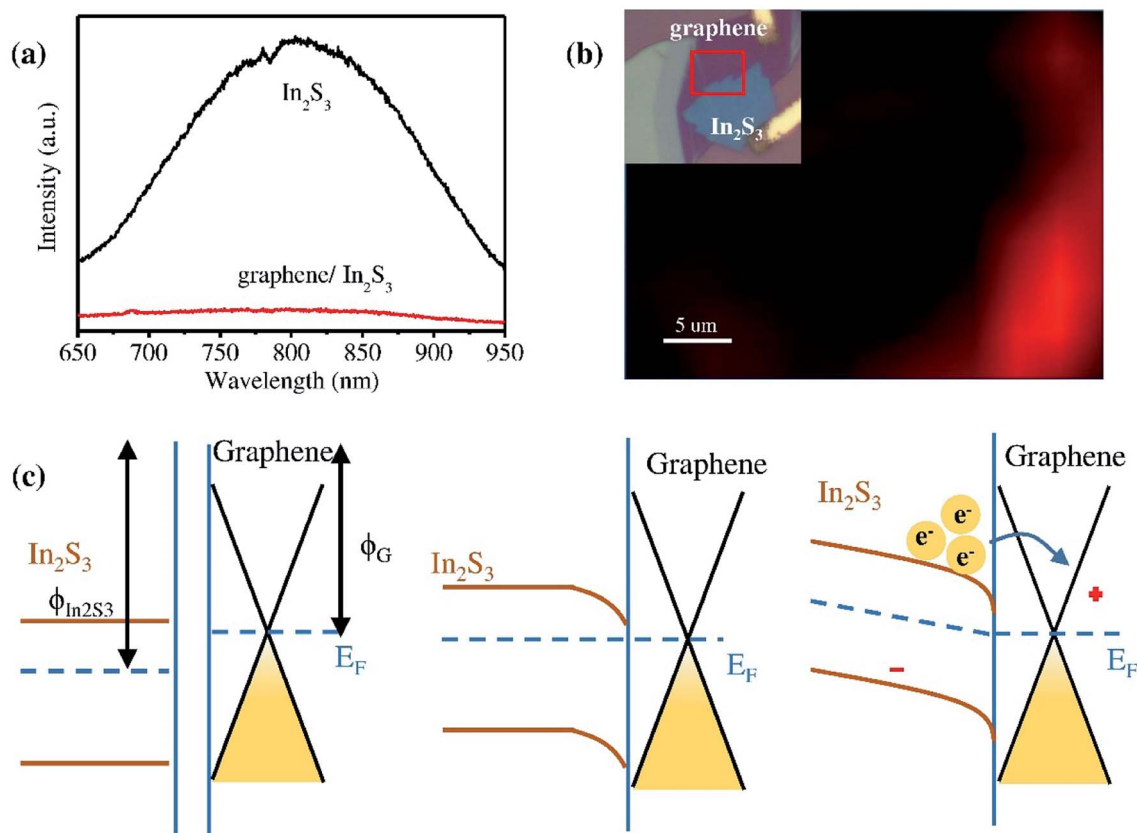 (a)
In₂S₃
graphene/ In₂S₃
Intensity (a.u.)
650 700 750 800 850 900 950
Wavelength (nm)
(b)
graphene
In₂S₃
5 um
(c)
Graphene
In₂S₃
ϕIn2S3
ϕG
EF
Graphene
In₂S₃
EF
Graphene
In₂S₃
e⁻
e⁻
e⁻
+
−
EF